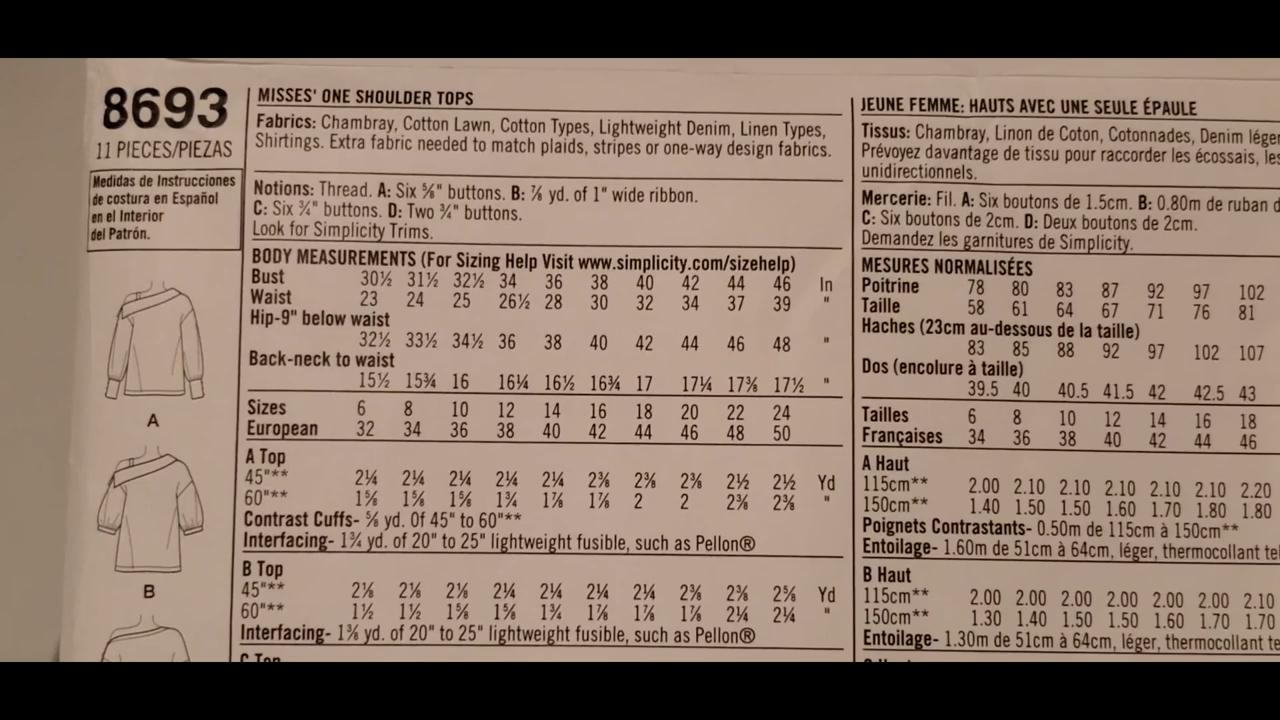 8693
11 PIECES/PIEZAS
Medidas de Instrucciones
de costura en Español
en el Interior
del Patrón.
A
B
MISSES' ONE SHOULDER TOPS
Fabrics: Chambray, Cotton Lawn, Cotton Types, Lightweight Denim, Linen Types,
Shirtings. Extra fabric needed to match plaids, stripes or one-way design fabrics.
Notions: Thread. A: Six ⅝" buttons. B: ⅞ yd. of 1" wide ribbon.
C: Six ¾" buttons. D: Two ¾" buttons.
Look for Simplicity Trims.
BODY MEASUREMENTS (For Sizing Help Visit www.simplicity.com/sizehelp)
Bust 30½ 31½ 32½ 34 36 38 40 42 44 46 In
Waist 23 24 25 26½ 28 30 32 34 37 39 "
Hip-9" below waist
32½ 33½ 34½ 36 38 40 42 44 46 48 "
Back-neck to waist
15½ 15¾ 16 16¼ 16½ 16¾ 17 17¼ 17⅜ 17½ "
Sizes 6 8 10 12 14 16 18 20 22 24
European 32 34 36 38 40 42 44 46 48 50
A Top
45"** 2¼ 2¼ 2¼ 2¼ 2¼ 2⅜ 2⅜ 2⅜ 2½ 2½ Yd
60"** 1⅝ 1⅝ 1⅝ 1¾ 1⅞ 1⅞ 2 2 2⅜ 2⅜ "
Contrast Cuffs- ⅝ yd. Of 45" to 60"**
Interfacing- 1¾ yd. of 20" to 25" lightweight fusible, such as Pellon®
B Top
45"** 2⅛ 2⅛ 2⅛ 2¼ 2¼ 2¼ 2¼ 2⅜ 2⅜ 2⅝ Yd
60"** 1½ 1½ 1⅝ 1⅝ 1¾ 1⅞ 1⅞ 1⅞ 2¼ 2¼ "
Interfacing- 1⅜ yd. of 20" to 25" lightweight fusible, such as Pellon®
C Top
JEUNE FEMME: HAUTS AVEC UNE SEULE ÉPAULE
Tissus: Chambray, Linon de Coton, Cotonnades, Denim léger
Prévoyez davantage de tissu pour raccorder les écossais, les
unidirectionnels.
Mercerie: Fil. A: Six boutons de 1.5cm. B: 0.80m de ruban d
C: Six boutons de 2cm. D: Deux boutons de 2cm.
Demandez les garnitures de Simplicity.
MESURES NORMALISÉES
Poitrine 78 80 83 87 92 97 102
Taille 58 61 64 67 71 76 81
Haches (23cm au-dessous de la taille)
83 85 88 92 97 102 107
Dos (encolure à taille)
39.5 40 40.5 41.5 42 42.5 43
Tailles 6 8 10 12 14 16 18
Françaises 34 36 38 40 42 44 46
A Haut
115cm** 2.00 2.10 2.10 2.10 2.10 2.10 2.20
150cm** 1.40 1.50 1.50 1.60 1.70 1.80 1.80
Poignets Contrastants- 0.50m de 115cm à 150cm**
Entoilage- 1.60m de 51cm à 64cm, léger, thermocollant tel
B Haut
115cm** 2.00 2.00 2.00 2.00 2.00 2.00 2.10
150cm** 1.30 1.40 1.50 1.50 1.60 1.70 1.70
Entoilage- 1.30m de 51cm à 64cm, léger, thermocollant te